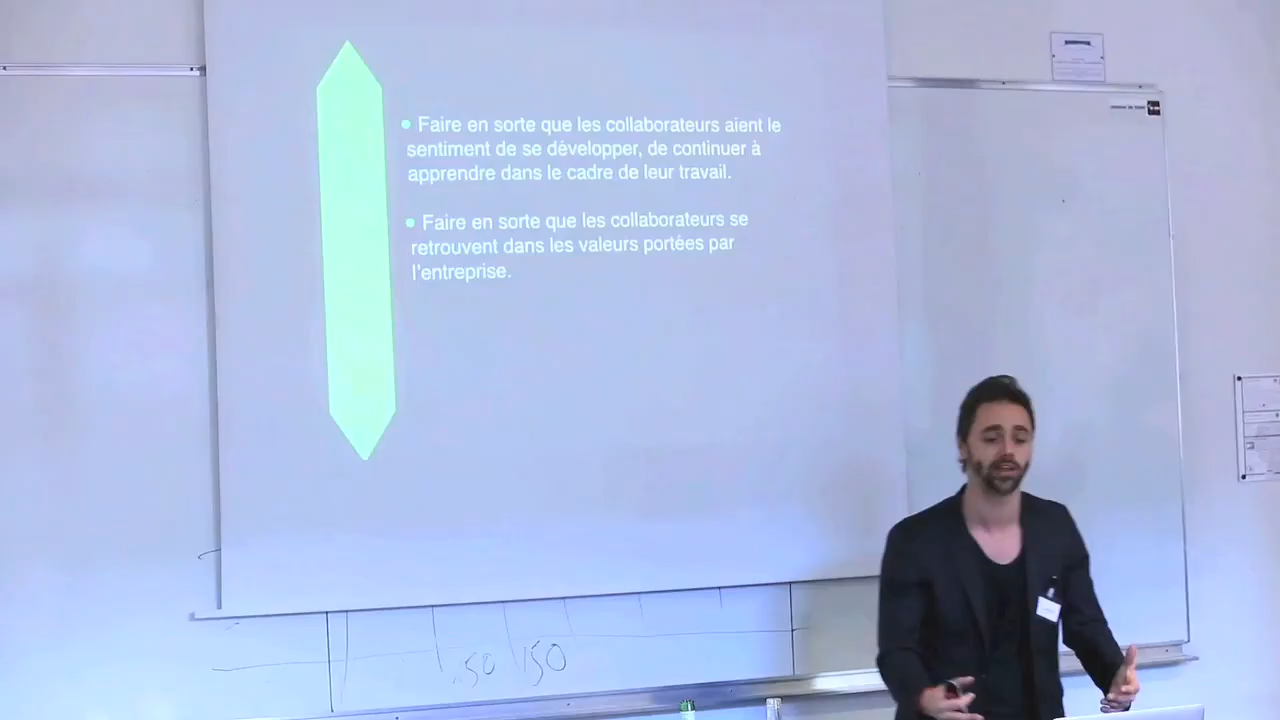 • Faire en sorte que les collaborateurs aient le
sentiment de se développer, de continuer à
apprendre dans le cadre de leur travail.
• Faire en sorte que les collaborateurs se
retrouvent dans les valeurs portées par
l'entreprise.
50 150